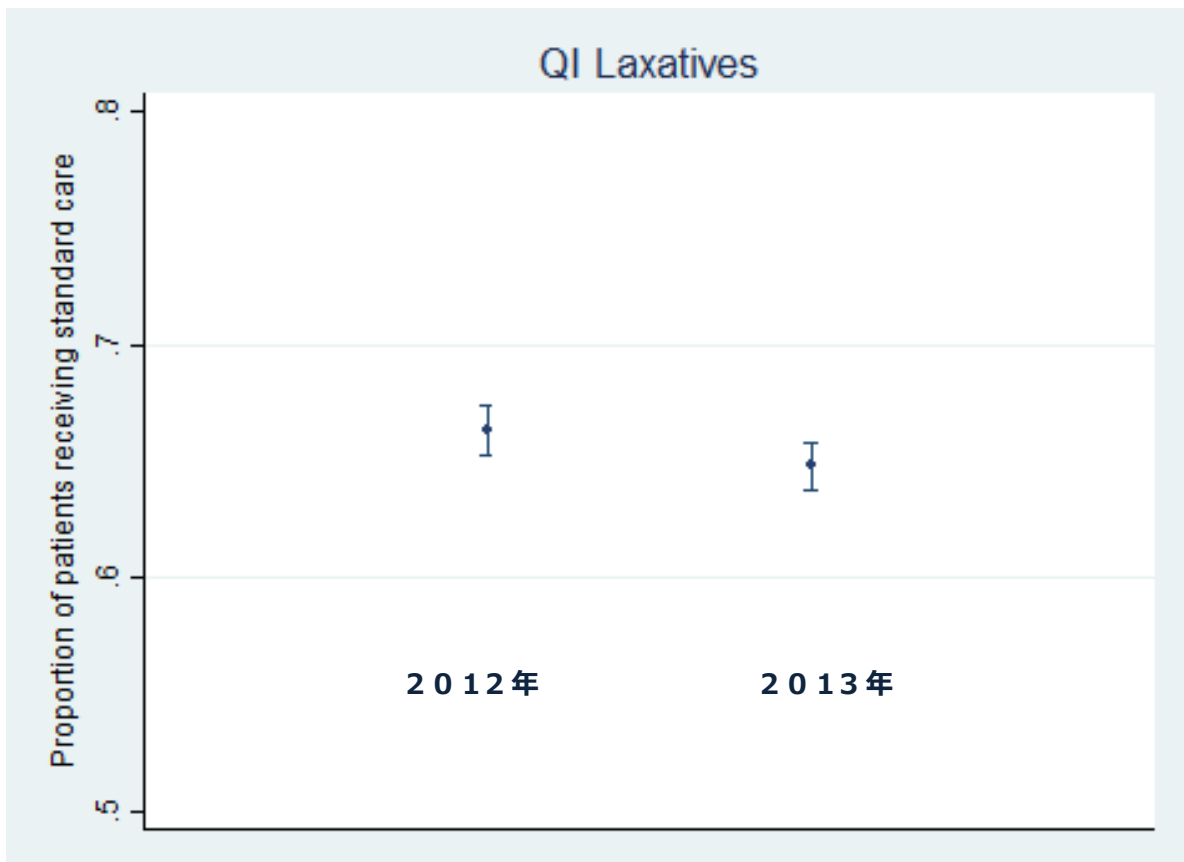 QI Laxatives
Proportion of patients receiving standard care
.8
.7
.6
.5
２０１２年
２０１３年